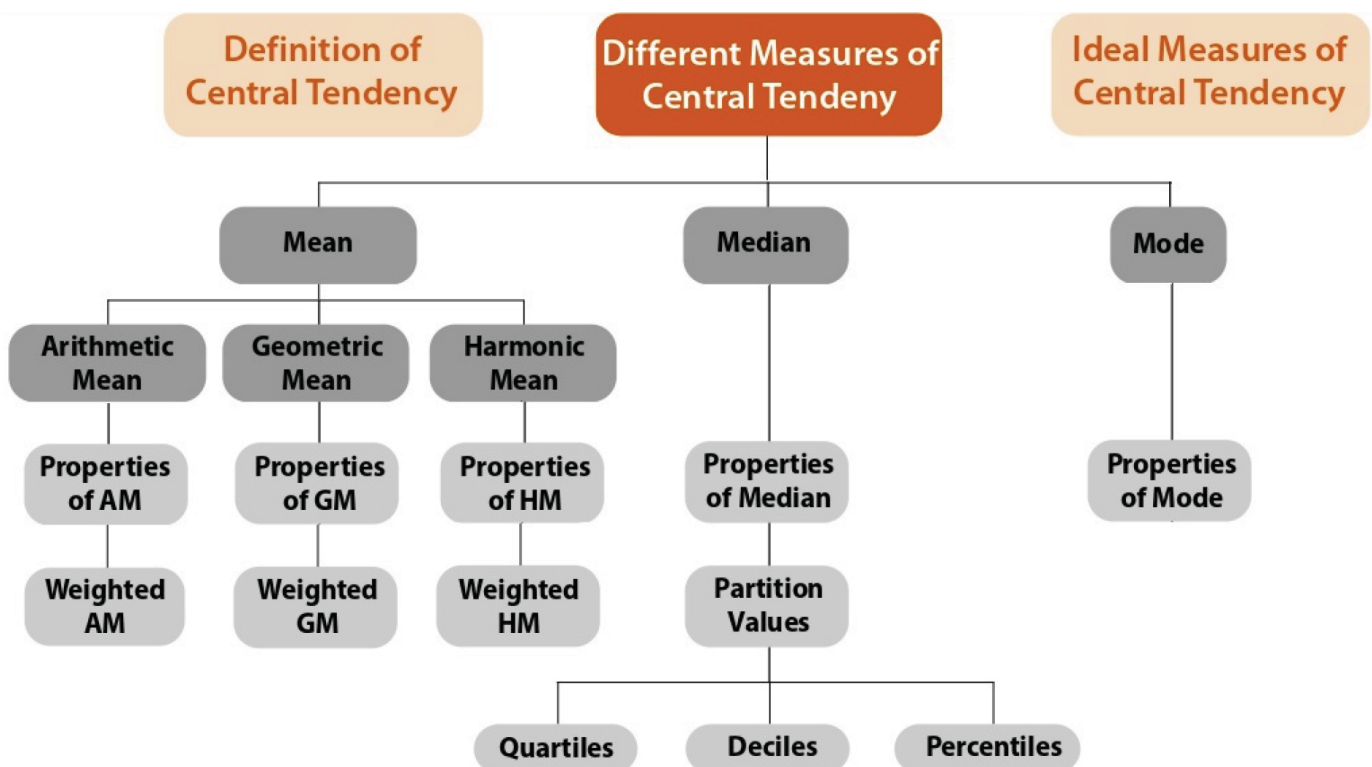 Definition of
Central Tendency
Different Measures of
Central Tendeny
Ideal Measures of
Central Tendency
Mean
Median
Mode
Arithmetic
Mean
Geometric
Mean
Harmonic
Mean
Properties
of AM
Properties
of GM
Properties
of HM
Properties
of Median
Properties
of Mode
Weighted
AM
Weighted
GM
Weighted
HM
Partition
Values
Quartiles
Deciles
Percentiles